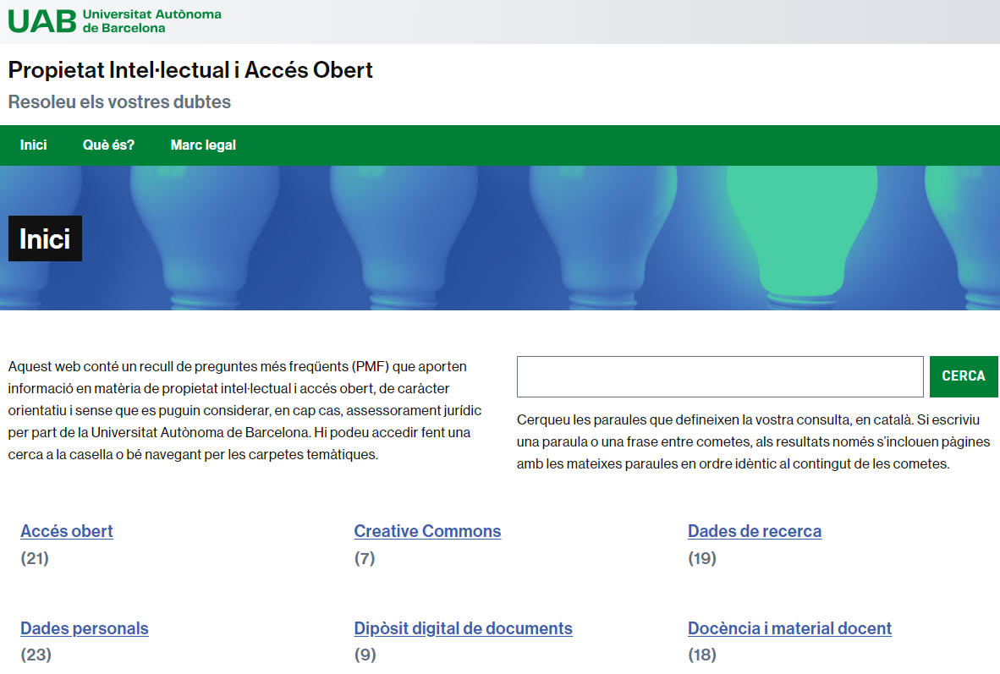 UAB Universitat Autònoma
de Barcelona
Propietat Intel·lectual i Accés Obert
Resoleu els vostres dubtes
Inici Què és? Marc legal
Inici
Aquest web conté un recull de preguntes més freqüents (PMF) que aporten
informació en matèria de propietat intel·lectual i accés obert, de caràcter
orientatiu i sense que es puguin considerar, en cap cas, assessorament jurídic
per part de la Universitat Autònoma de Barcelona. Hi podeu accedir fent una
cerca a la casella o bé navegant per les carpetes temàtiques.
CERCA
Cerqueu les paraules que defineixen la vostra consulta, en català. Si escriviu
una paraula o una frase entre cometes, als resultats només s’inclouen pàgines
amb les mateixes paraules en ordre idèntic al contingut de les cometes.
Accés obert
(21)
Creative Commons
(7)
Dades de recerca
(19)
Dades personals
(23)
Dipòsit digital de documents
(9)
Docència i material docent
(18)